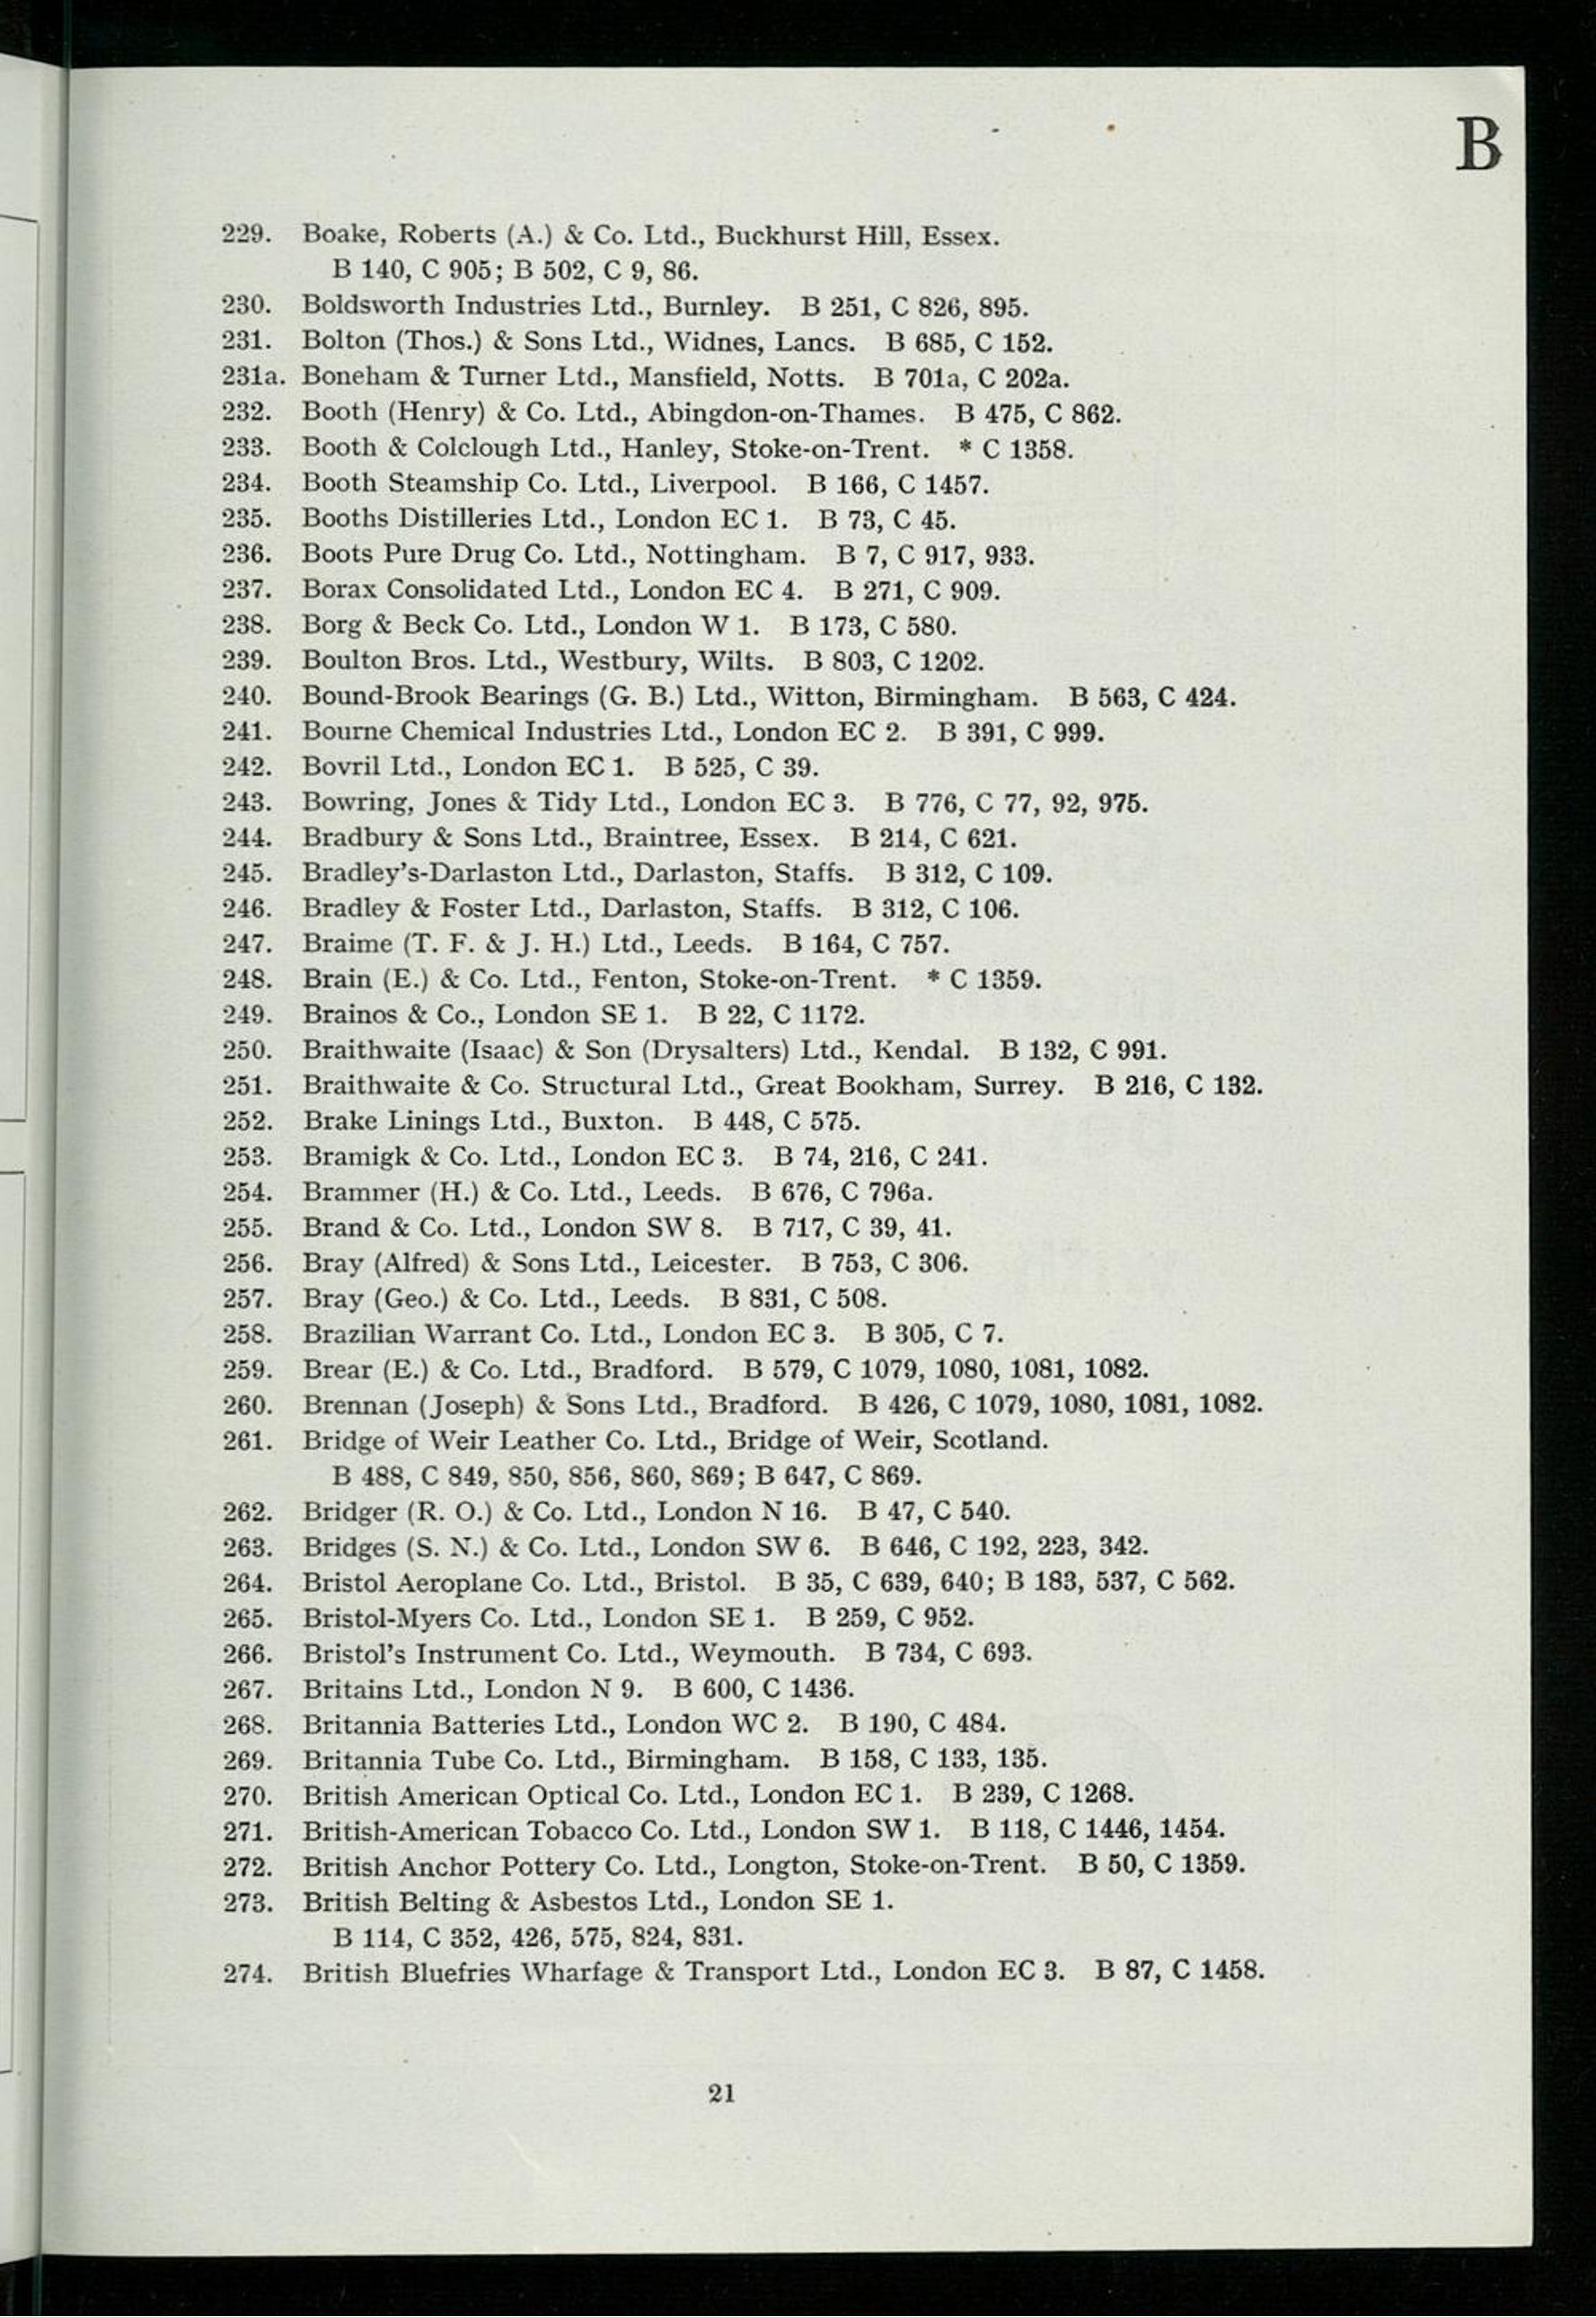 B
229. Boake, Roberts (A.) & Co. Ltd., Buckhurst Hill, Essex.
B 140, C 905; B 502, C 9, 86.
230. Boldsworth Industries Ltd., Burnley. B 251, C 826, 895.
231. Bolton (Thos.) & Sons Ltd., Widnes, Lancs. B 685, C 152.
231a. Boneham & Turner Ltd., Mansfield, Notts. B 701a, C 202a.
232. Booth (Henry) & Co. Ltd., Abingdon-on-Thames. B 475, C 862.
233. Booth & Colclough Ltd., Hanley, Stoke-on-Trent. * C 1358.
234. Booth Steamship Co. Ltd., Liverpool. B 166, C 1457.
235. Booths Distilleries Ltd., London EC 1. B 73, C 45.
236. Boots Pure Drug Co. Ltd., Nottingham. B 7, C 917, 933.
237. Borax Consolidated Ltd., London EC 4. B 271, C 909.
238. Borg & Beck Co. Ltd., London W 1. B 173, C 580.
239. Boulton Bros. Ltd., Westbury, Wilts. B 803, C 1202.
240. Bound-Brook Bearings (G. B.) Ltd., Witton, Birmingham. B 563, C 424.
241. Bourne Chemical Industries Ltd., London EC 2. B 391, C 999.
242. Bovril Ltd., London EC 1. B 525, C 39.
243. Bowring, Jones & Tidy Ltd., London EC 3. B 776, C 77, 92, 975.
244. Bradbury & Sons Ltd., Braintree, Essex. B 214, C 621.
245. Bradley's-Darlaston Ltd., Darlaston, Staffs. B 312, C 109.
246. Bradley & Foster Ltd., Darlaston, Staffs. B 312, C 106.
247. Braime (T. F. & J. H.) Ltd., Leeds. B 164, C 757.
248. Brain (E.) & Co. Ltd., Fenton, Stoke-on-Trent. * C 1359.
249. Brainos & Co., London SE 1. B 22, C 1172.
250. Braithwaite (Isaac) & Son (Drysalters) Ltd., Kendal. B 132, C 991.
251. Braithwaite & Co. Structural Ltd., Great Bookham, Surrey. B 216, C 132.
252. Brake Linings Ltd., Buxton. B 448, C 575.
253. Bramigk & Co. Ltd., London EC 3. B 74, 216, C 241.
254. Brammer (H.) & Co. Ltd., Leeds. B 676, C 796a.
255. Brand & Co. Ltd., London SW 8. B 717, C 39, 41.
256. Bray (Alfred) & Sons Ltd., Leicester. B 753, C 306.
257. Bray (Geo.) & Co. Ltd., Leeds. B 831, C 508.
258. Brazilian Warrant Co. Ltd., London EC 3. B 305, C 7.
259. Brear (E.) & Co. Ltd., Bradford. B 579, C 1079, 1080, 1081, 1082.
260. Brennan (Joseph) & Sons Ltd., Bradford. B 426, C 1079, 1080, 1081, 1082.
261. Bridge of Weir Leather Co. Ltd., Bridge of Weir, Scotland.
B 488, C 849, 850, 856, 860, 869; B 647, C 869.
262. Bridger (R. O.) & Co. Ltd., London N 16. B 47, C 540.
263. Bridges (S. N.) & Co. Ltd., London SW 6. B 646, C 192, 223, 342.
264. Bristol Aeroplane Co. Ltd., Bristol. B 35, C 639, 640; B 183, 537, C 562.
265. Bristol-Myers Co. Ltd., London SE 1. B 259, C 952.
266. Bristol's Instrument Co. Ltd., Weymouth. B 734, C 693.
267. Britains Ltd., London N 9. B 600, C 1436.
268. Britannia Batteries Ltd., London WC 2. B 190, C 484.
269. Britannia Tube Co. Ltd., Birmingham. B 158, C 133, 135.
270. British American Optical Co. Ltd., London EC 1. B 239, C 1268.
271. British-American Tobacco Co. Ltd., London SW 1. B 118, C 1446, 1454.
272. British Anchor Pottery Co. Ltd., Longton, Stoke-on-Trent. B 50, C 1359.
273. British Belting & Asbestos Ltd., London SE 1.
B 114, C 352, 426, 575, 824, 831.
274. British Bluefries Wharfage & Transport Ltd., London EC 3. B 87, C 1458.
21